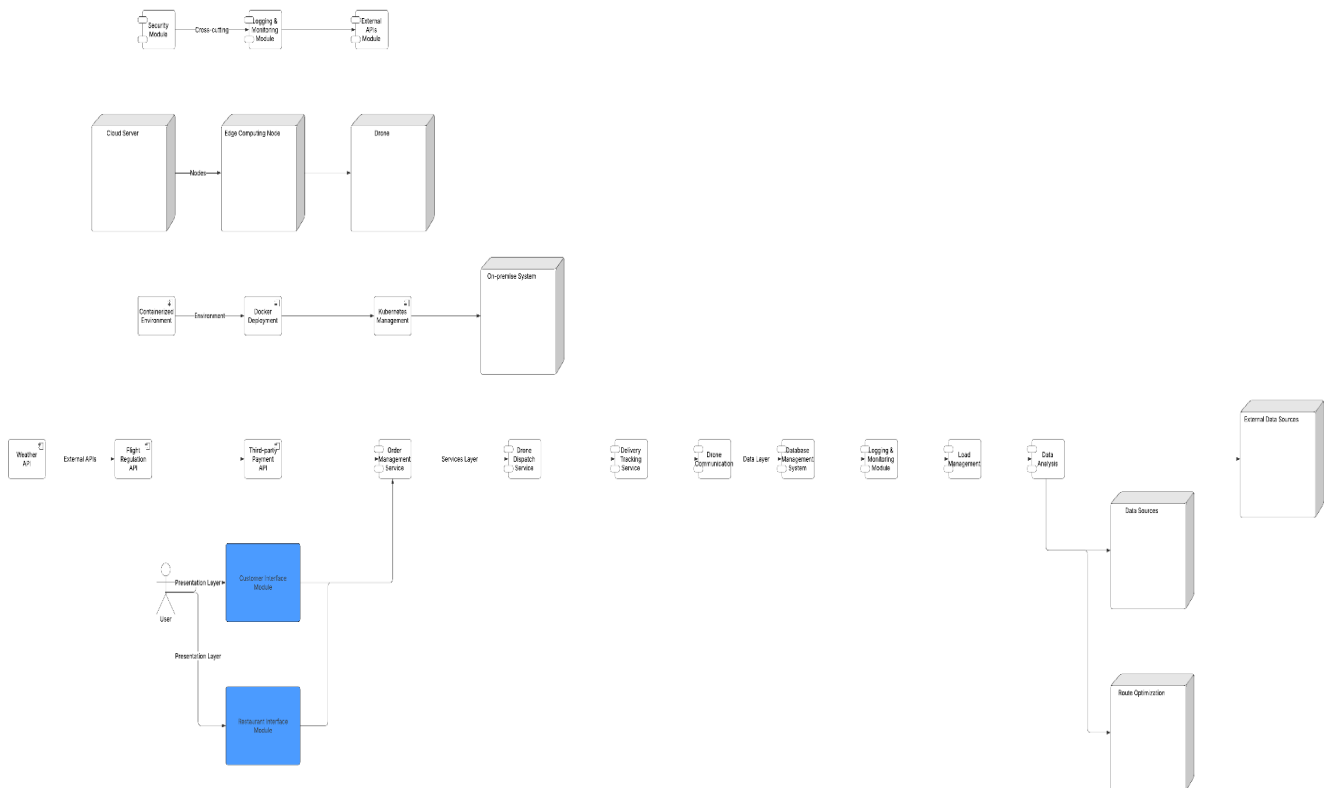 Security
Module
Cross-cutting
Logging &
Monitoring
Module
External
APIs
Module
Cloud Server
Nodes
Edge Computing Node
Drone
On-premise System
Containerized
Environment
Environment
Docker
Deployment
Kubernetes
Management
External Data Sources
Weather
API
External APIs
Flight
Regulation
API
Third-party
Payment
API
Order
Management
Service
Services Layer
Drone
Dispatch
Service
Delivery
Tracking
Service
Drone
Communication
Data Layer
Database
Management
System
Logging &
Monitoring
Module
Load
Management
Data
Analysis
Data Sources
User
Presentation Layer
Customer Interface
Module
Presentation Layer
Restaurant Interface
Module
Route Optimization